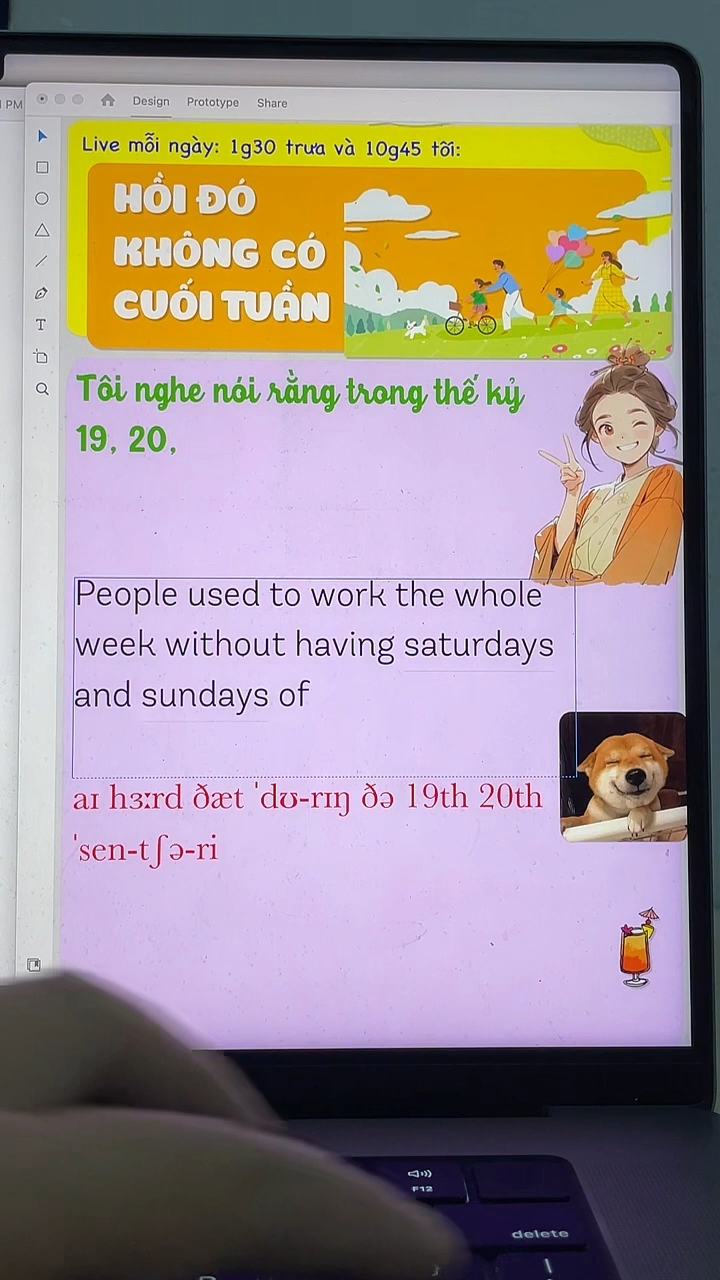 PM
Design Prototype Share
Live mỗi ngày: 1g30 trưa và 10g45 tối:
HỒI ĐÓ
KHÔNG CÓ
CUỐI TUẦN
Tôi nghe nói rằng trong thế kỷ
19, 20,
People used to work the whole
week without having saturdays
and sundays of
aɪ hɜːrd ðæt ˈdʊ-rɪŋ ðə 19th 20th
ˈsen-tʃə-ri
T
F12
delete